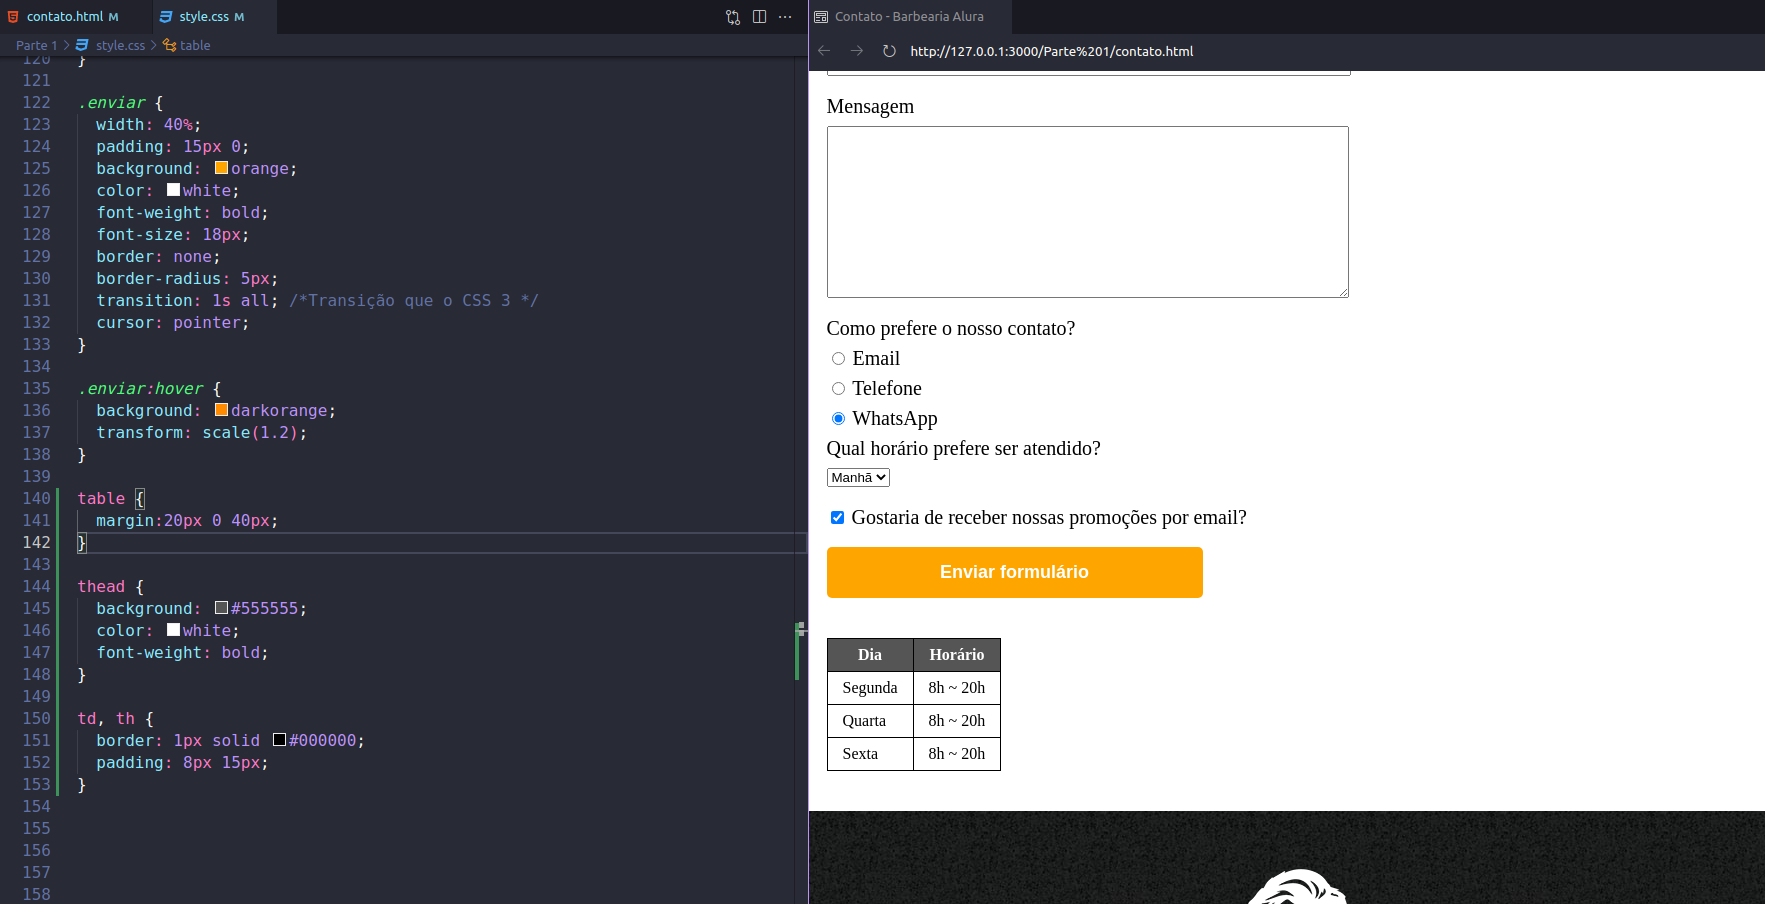 contato.html M
style.css M
Parte 1 > style.css > table
120 }
121
122 .enviar {
123 width: 40%;
124 padding: 15px 0;
125 background: orange;
126 color: white;
127 font-weight: bold;
128 font-size: 18px;
129 border: none;
130 border-radius: 5px;
131 transition: 1s all; /*Transição que o CSS 3 */
132 cursor: pointer;
133 }
134
135 .enviar:hover {
136 background: darkorange;
137 transform: scale(1.2);
138 }
139
140 table {
141 margin:20px 0 40px;
142 }
143
144 thead {
145 background: #555555;
146 color: white;
147 font-weight: bold;
148 }
149
150 td, th {
151 border: 1px solid #000000;
152 padding: 8px 15px;
153 }
154
155
156
157
158
Contato - Barbearia Alura
http://127.0.0.1:3000/Parte%201/contato.html
Mensagem
Como prefere o nosso contato?
Email
Telefone
WhatsApp
Qual horário prefere ser atendido?
Manhã
Gostaria de receber nossas promoções por email?
Enviar formulário
Dia Horário
Segunda 8h ~ 20h
Quarta 8h ~ 20h
Sexta 8h ~ 20h